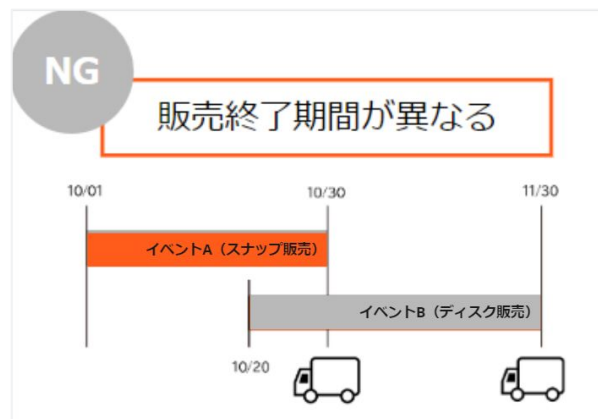 NG
販売終了期間が異なる
10/01
10/30
11/30
イベントA（スナップ販売）
イベントB（ディスク販売）
10/20